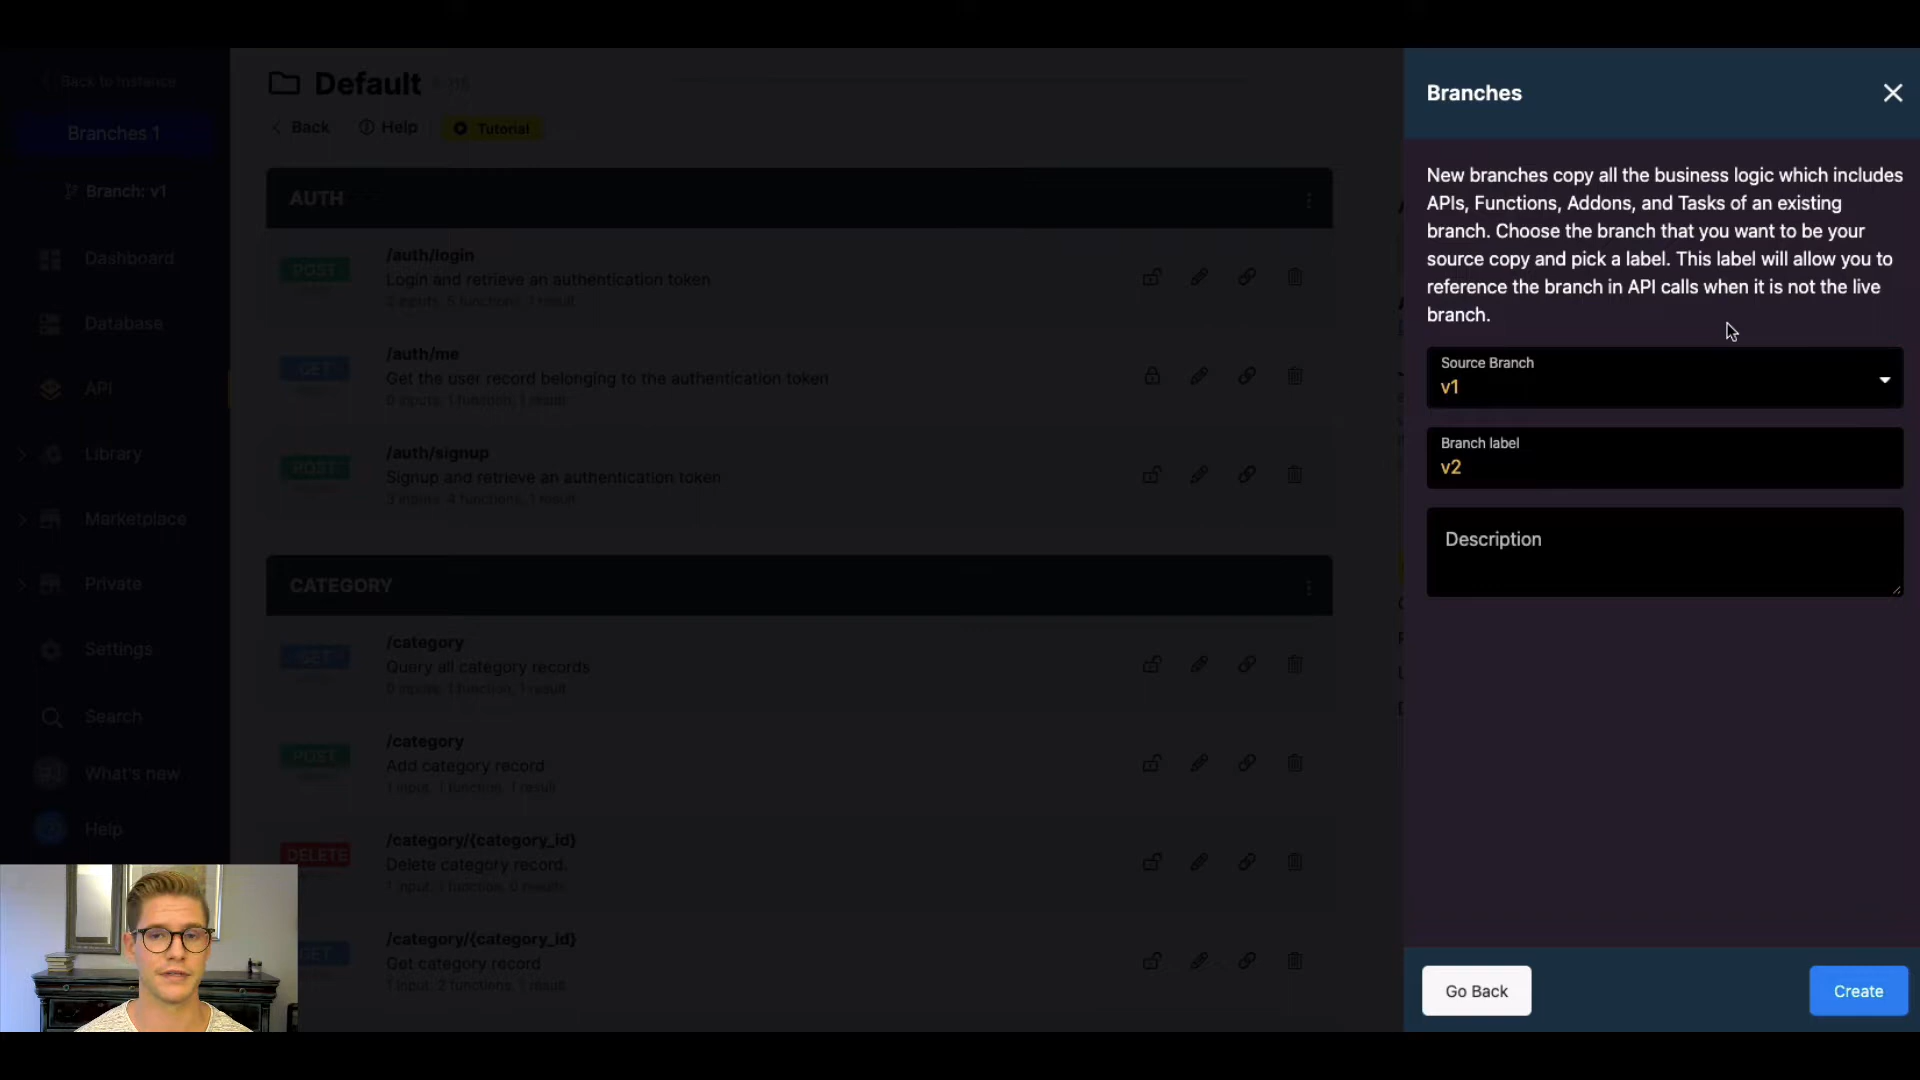 Back to Instance
Branches 1
Branch: v1
Dashboard
Database
API
Library
Marketplace
Private
Settings
Search
What's new
Help
Default
Back
Help
Tutorial
AUTH
POST
/auth/login
Login and retrieve an authentication token
2 inputs, 5 functions, 1 result
GET
/auth/me
Get the user record belonging to the authentication token
0 inputs, 1 function, 1 result
POST
/auth/signup
Signup and retrieve an authentication token
3 inputs, 4 functions, 1 result
CATEGORY
GET
/category
Query all category records
0 inputs, 1 function, 1 result
POST
/category
Add category record
1 input, 1 function, 1 result
DELETE
/category/{category_id}
Delete category record.
1 input, 1 function, 0 results
GET
/category/{category_id}
Get category record
1 input, 2 functions, 1 result
Branches
New branches copy all the business logic which includes
APIs, Functions, Addons, and Tasks of an existing
branch. Choose the branch that you want to be your
source copy and pick a label. This label will allow you to
reference the branch in API calls when it is not the live
branch.
Source Branch
v1
Branch label
v2
Description
Go Back
Create